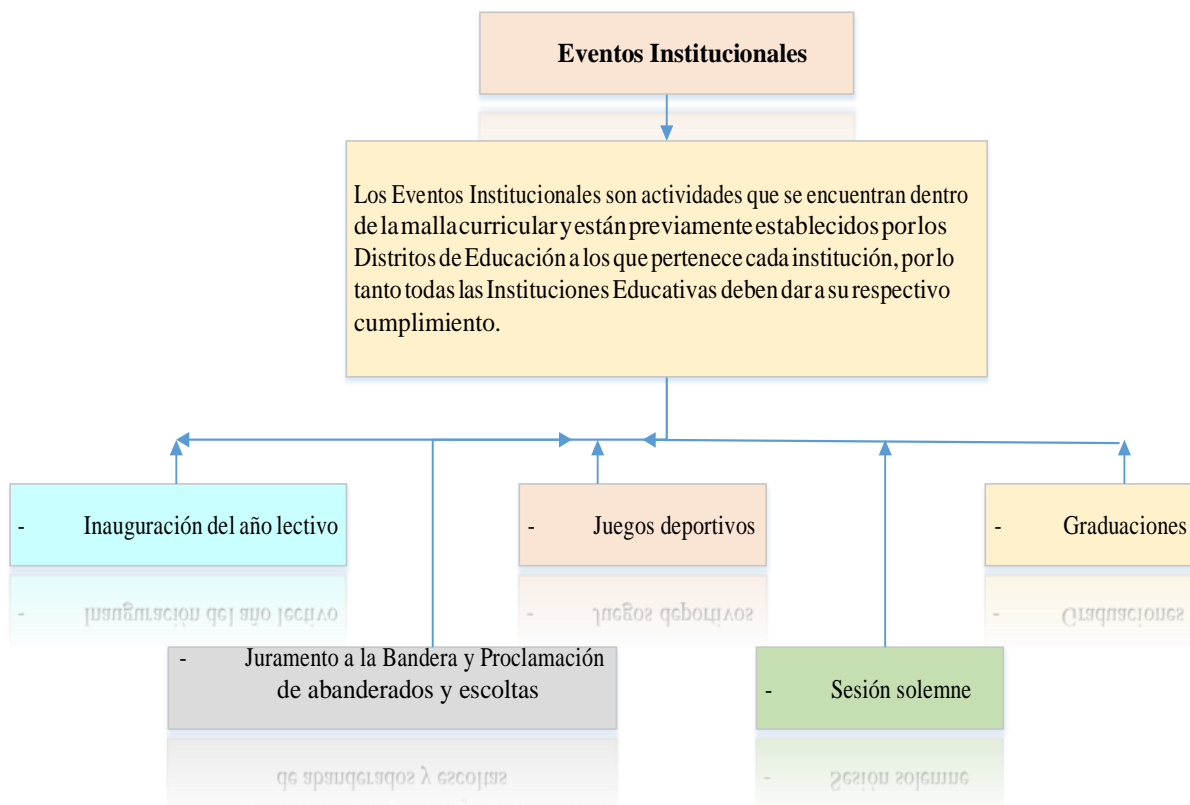 Eventos Institucionales
Los Eventos Institucionales son actividades que se encuentran dentro
de la malla curricular y están previamente establecidos por los
Distritos de Educación a los que pertenece cada institución, por lo
tanto todas las Instituciones Educativas deben dar a su respectivo
cumplimiento.
- Inauguración del año lectivo
- Juegos deportivos
- Graduaciones
- Juramento a la Bandera y Proclamación
de abanderados y escoltas
- Sesión solemne